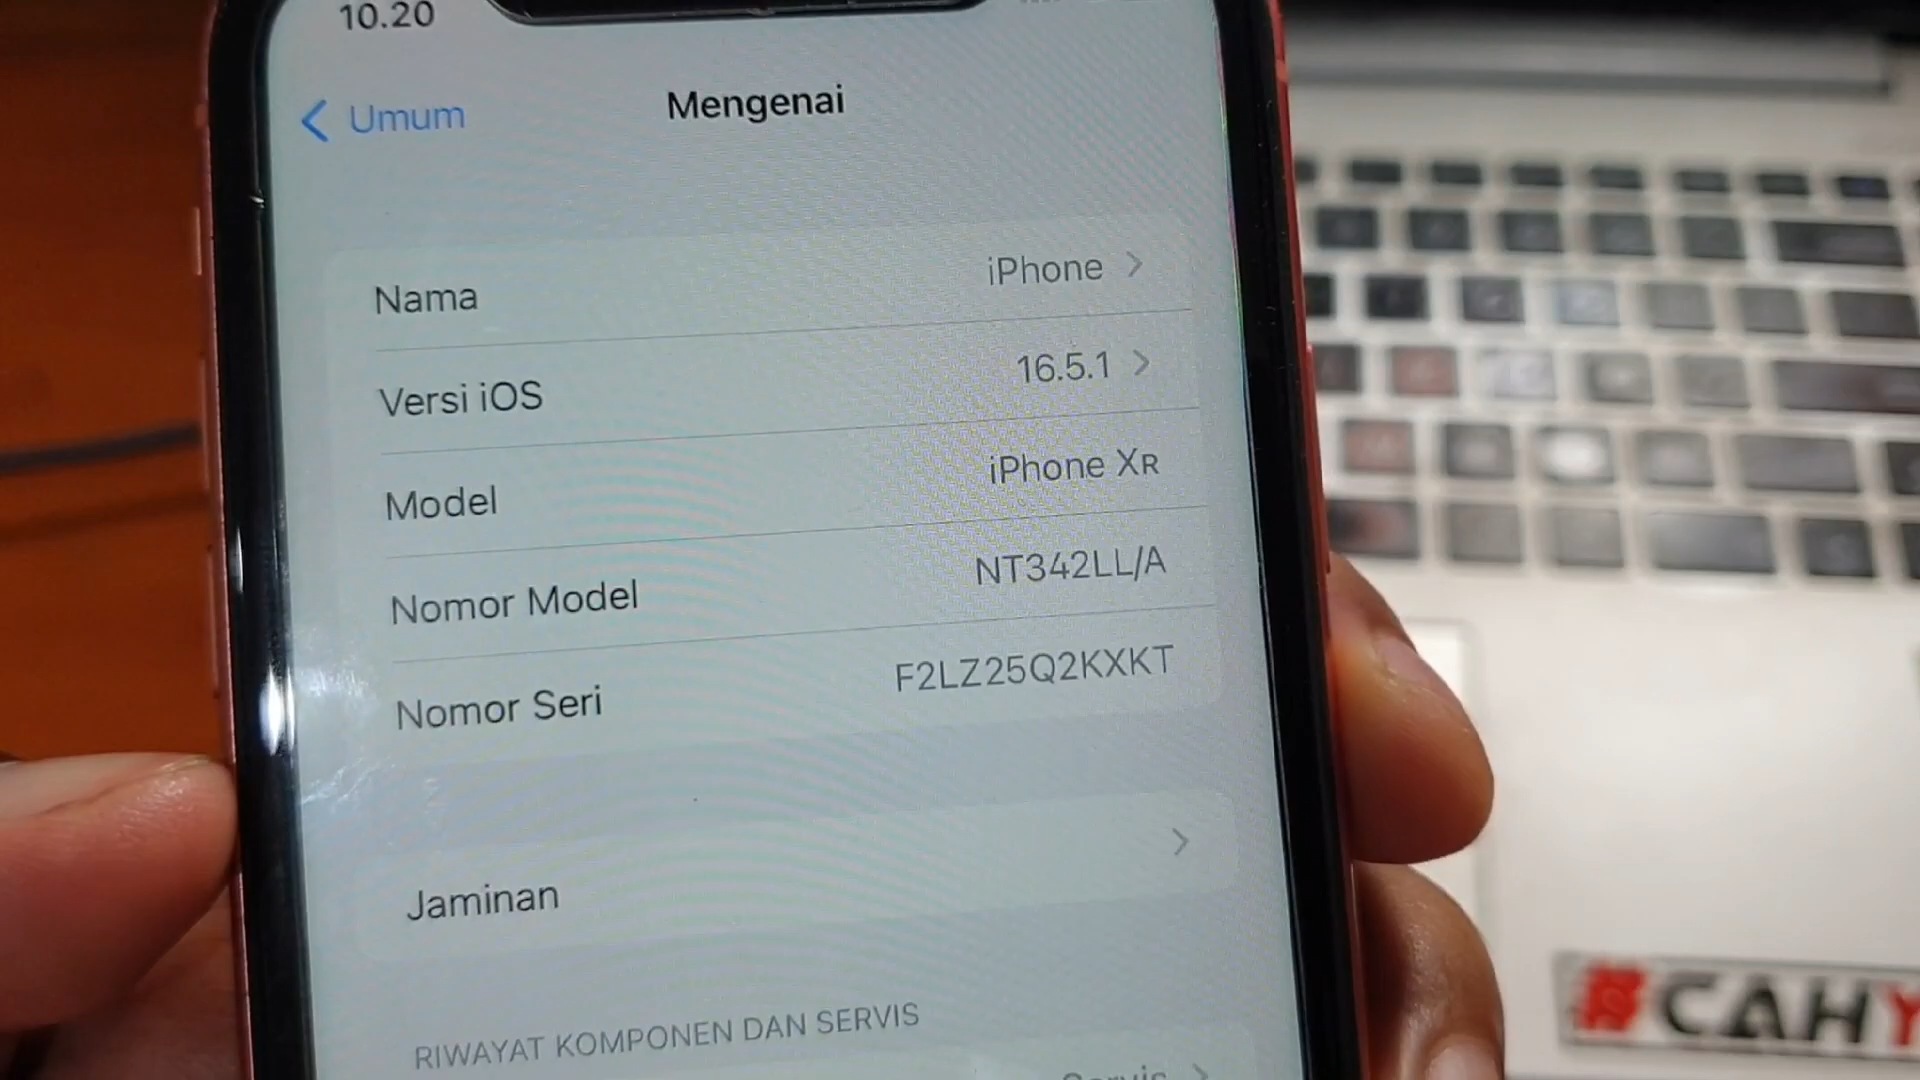 10.20
Umum
Mengenai
Nama iPhone
Versi iOS 16.5.1
Model iPhone XR
Nomor Model NT342LL/A
Nomor Seri F2LZ25Q2KXKT
Jaminan
RIWAYAT KOMPONEN DAN SERVIS
Servis
#CAHY